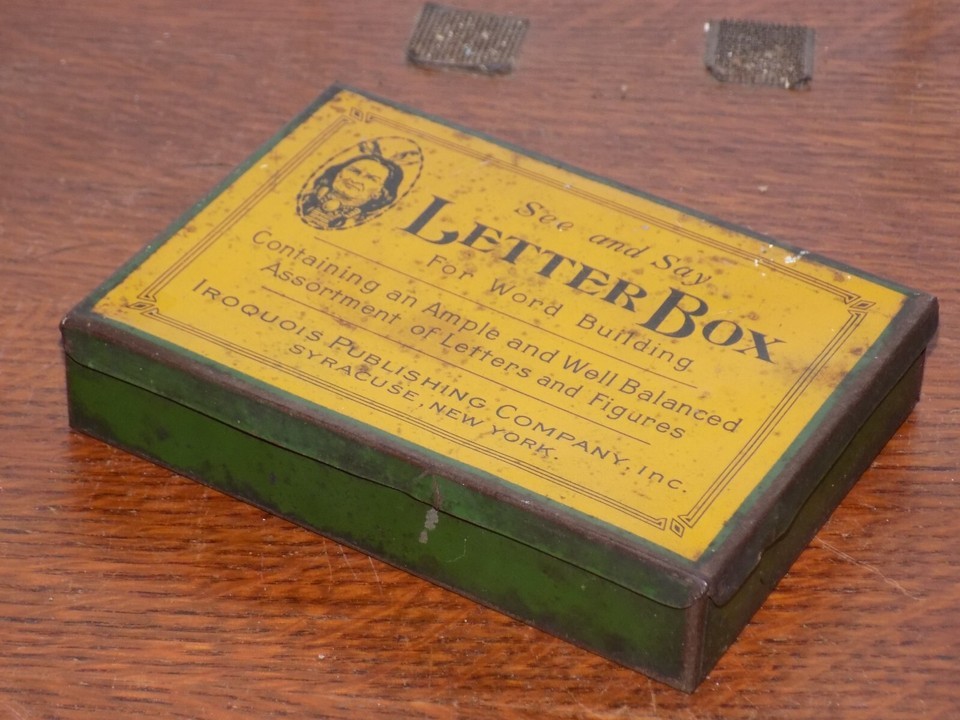 See and Say
LETTER BOX
For Word Building
Containing an Ample and Well Balanced
Assortment of Letters and Figures
IROQUOIS PUBLISHING COMPANY, INC.
SYRACUSE, NEW YORK.